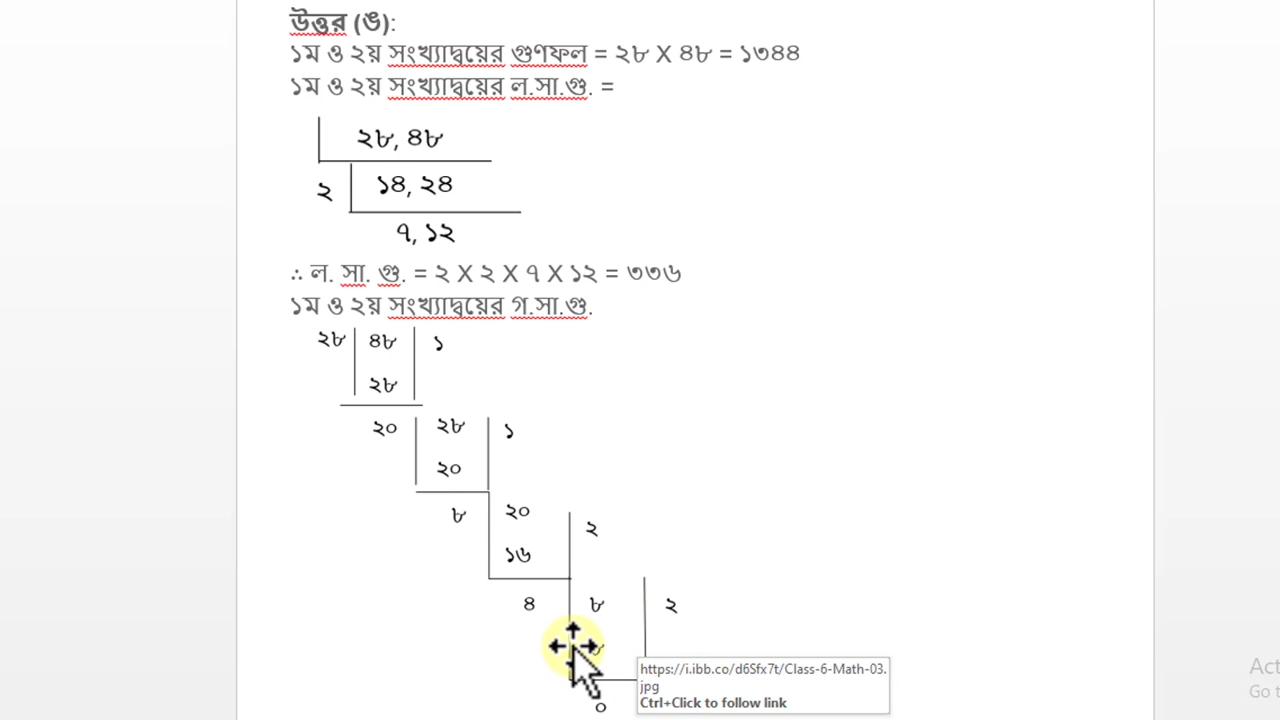 উত্তর (ঙ):
১ম ও ২য় সংখ্যাদ্বয়ের গুণফল = ২৮ X ৪৮ = ১৩৪৪
১ম ও ২য় সংখ্যাদ্বয়ের ল.সা.গু. =
২৮, ৪৮
২ ১৪, ২৪
৭, ১২
∴ ল. সা. গু. = ২ X ২ X ৭ X ১২ = ৩৩৬
১ম ও ২য় সংখ্যাদ্বয়ের গ.সা.গু.
২৮ ৪৮ ১
২৮
২০ ২৮ ১
২০
৮ ২০ ২
১৬
৪ ৮ ২
https://i.ibb.co/d6Sfx7t/Class-6-Math-03.
jpg
Ctrl+Click to follow link
০